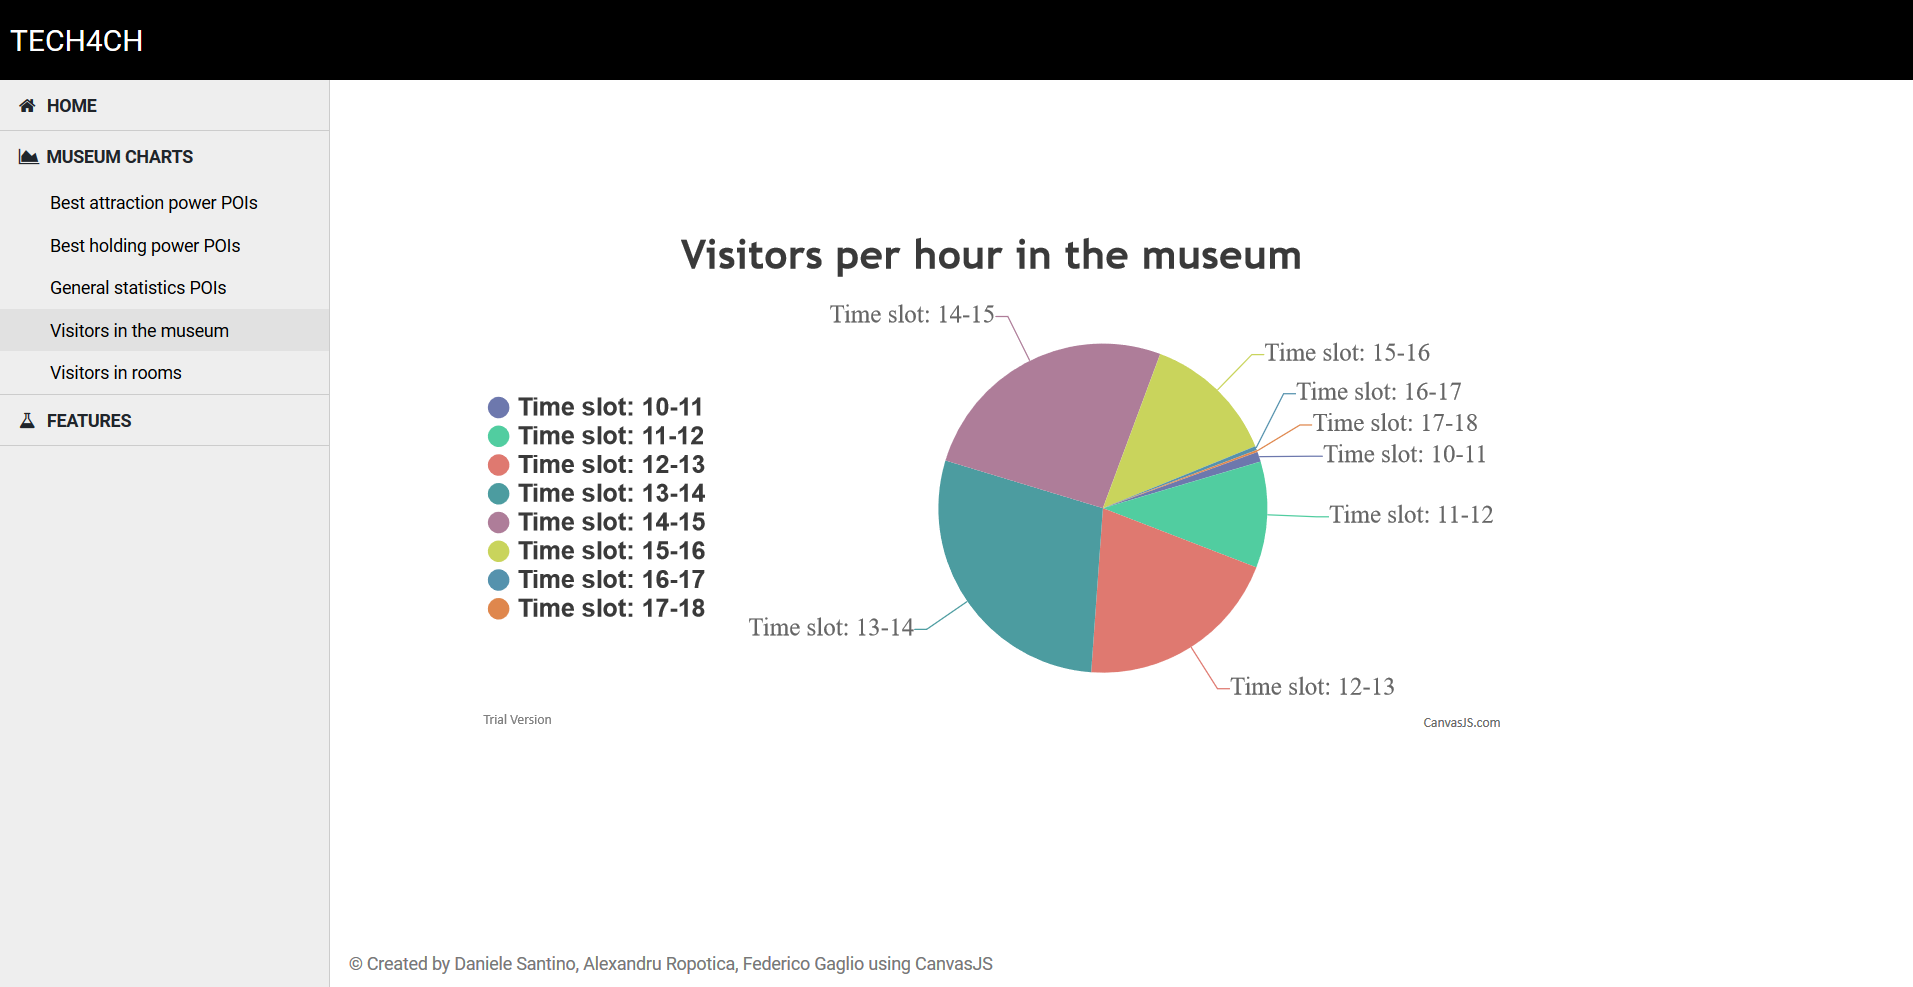 TECH4CH
HOME
MUSEUM CHARTS
Best attraction power POIs
Best holding power POIs
General statistics POIs
Visitors in the museum
Visitors in rooms
FEATURES
Visitors per hour in the museum
Time slot: 10-11
Time slot: 11-12
Time slot: 12-13
Time slot: 13-14
Time slot: 14-15
Time slot: 15-16
Time slot: 16-17
Time slot: 17-18
Time slot: 14-15
Time slot: 15-16
Time slot: 16-17
Time slot: 17-18
Time slot: 10-11
Time slot: 11-12
Time slot: 13-14
Time slot: 12-13
Trial Version
CanvasJS.com
© Created by Daniele Santino, Alexandru Ropotica, Federico Gaglio using CanvasJS